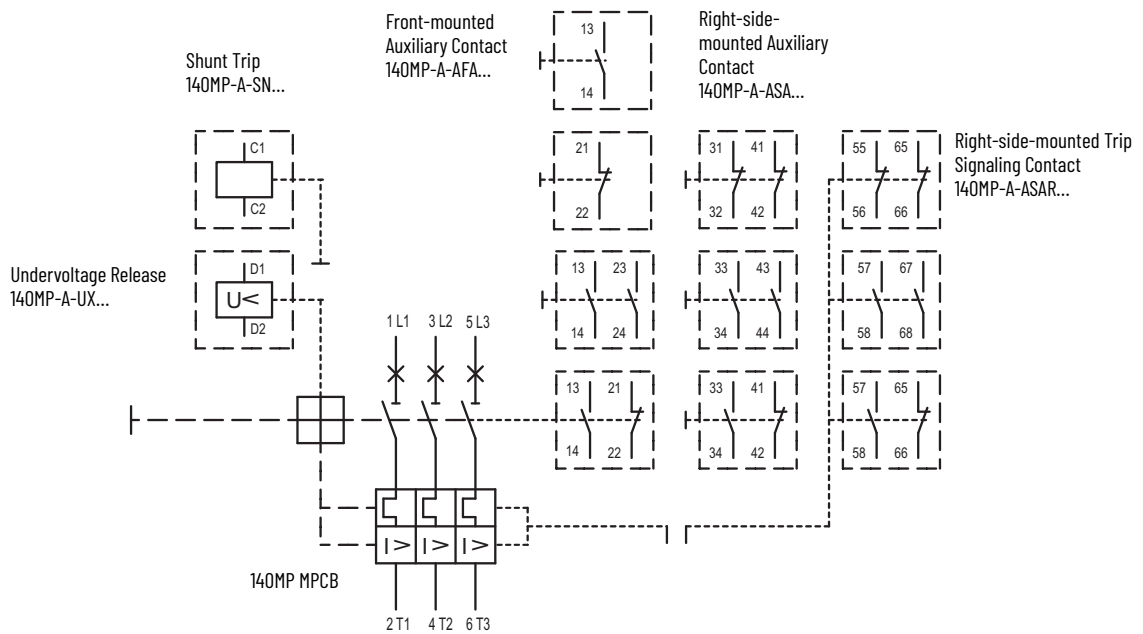 Front-mounted
Auxiliary Contact
140MP-A-AFA...
Right-side-
mounted Auxiliary
Contact
140MP-A-ASA...
Shunt Trip
140MP-A-SN...
Right-side-mounted Trip
Signaling Contact
140MP-A-ASAR...
Undervoltage Release
140MP-A-UX...
13
14
C1
C2
21
22
31 41
32 42
55 65
56 66
D1
U<
D2
13 23
14 24
33 43
34 44
57 67
58 68
1 L1 3 L2 5 L3
13 21
14 22
33 41
34 42
57 65
58 66
I > I > I >
140MP MPCB
2 T1 4 T2 6 T3